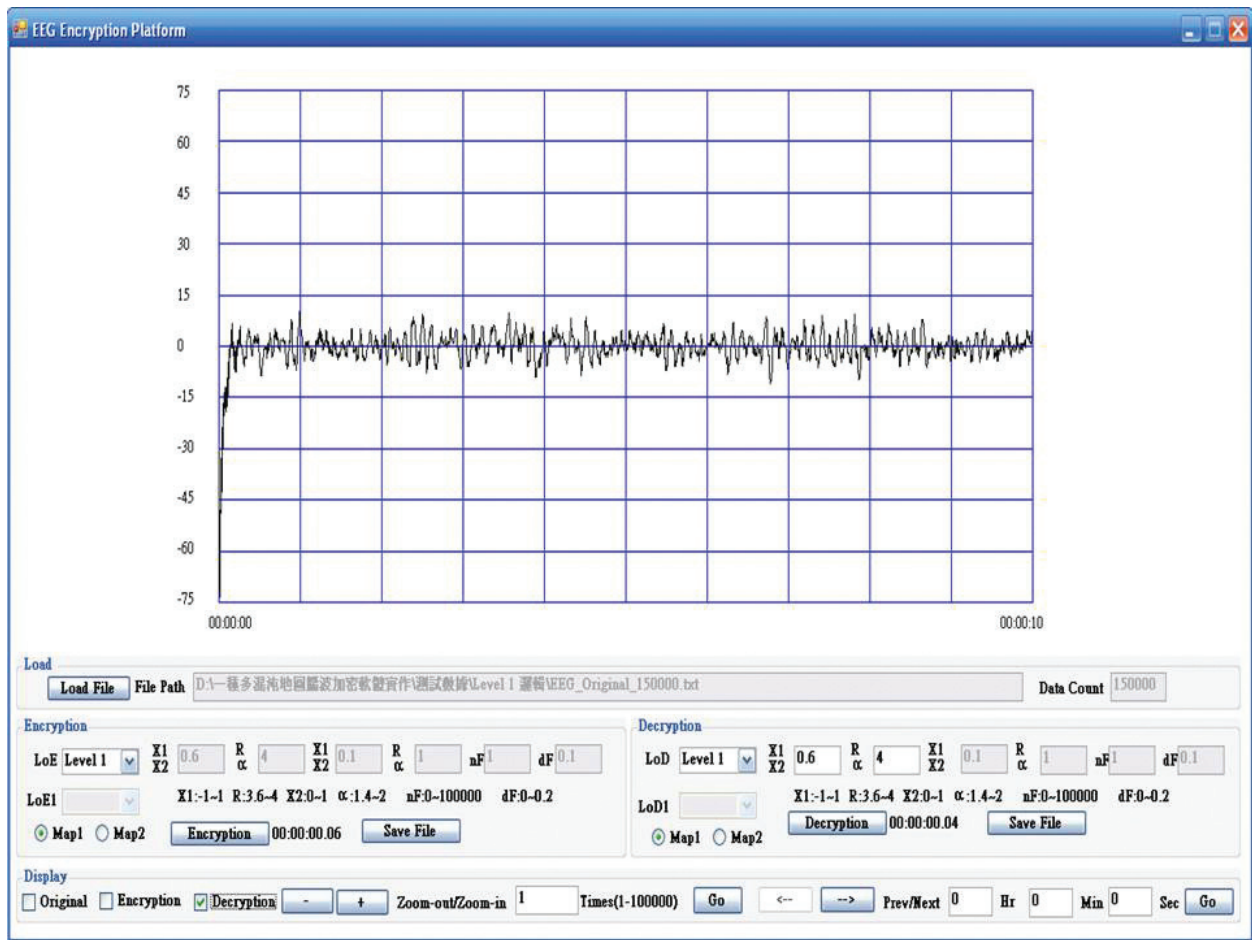 EEG Encryption Platform
75
60
45
30
15
0
-15
-30
-45
-60
-75
00:00:00 00:00:10
Load
Load File File Path D:\一種多混沌地圖腦波加密軟體實作\測試數據\Level 1 邏輯\EEG_Original_150000.txt Data Count 150000
Encryption
LoE Level 1 X1 X2 0.6 R α 4 X1 X2 0.1 R α 1 nF 1 dF 0.1
LoE1 X1:-1~1 R:3.6~4 X2:0~1 α:1.4~2 nF:0~100000 dF:0~0.2
Map1 Map2 Encryption 00:00:00.06 Save File
Decryption
LoD Level 1 X1 X2 0.6 R α 4 X1 X2 0.1 R α 1 nF 1 dF 0.1
LoD1 X1:-1~1 R:3.6~4 X2:0~1 α:1.4~2 nF:0~100000 dF:0~0.2
Decryption 00:00:00.04 Save File
Map1 Map2
Display
Original Encryption Decryption - + Zoom-out/Zoom-in 1 Times(1-100000) Go <-- --> Prev/Next 0 Hr 0 Min 0 Sec Go